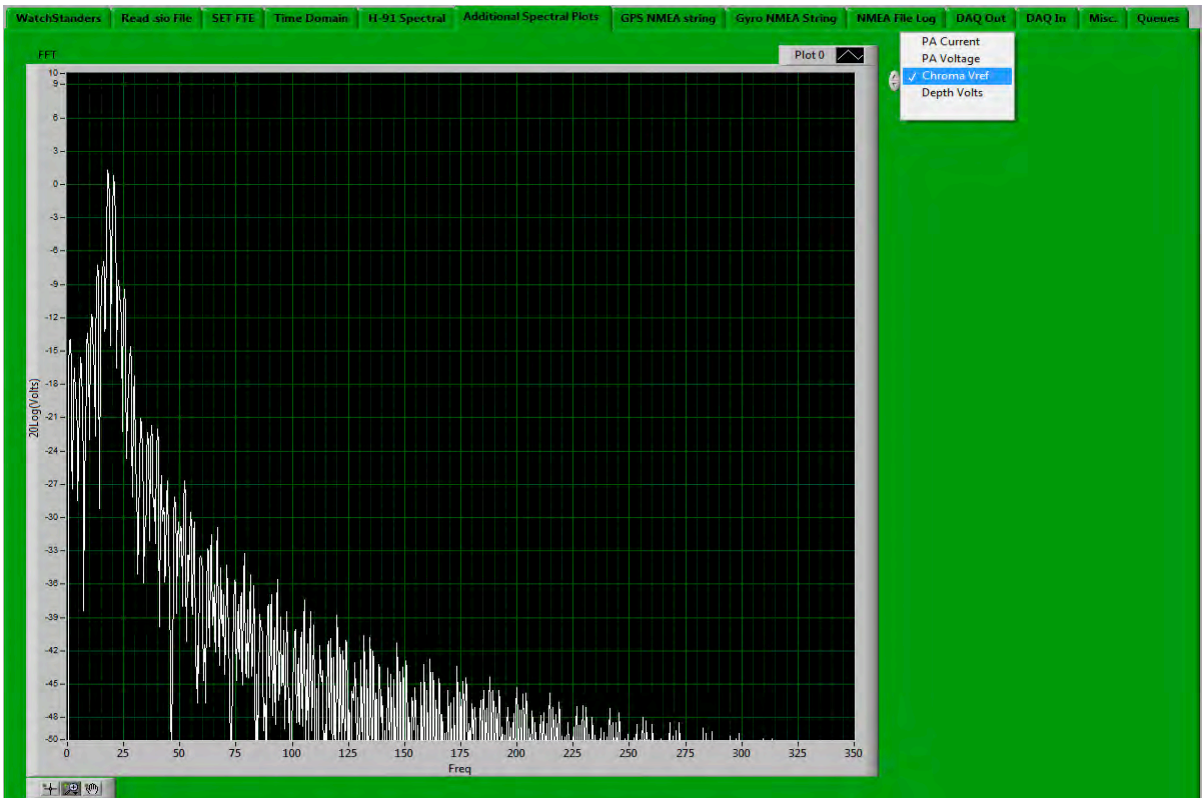 WatchStanders Read .sio File SET FTE Time Domain H-91 Spectral Additional Spectral Plots GPS NMEA string Gyro NMEA String NMEA File Log DAQ Out DAQ In Misc. Queues
FFT
Plot 0
PA Current
PA Voltage
✓ Chroma Vref
Depth Volts
10
9
6
3
0
-3
-6
-9
-12
-15
-18
-21
-24
-27
-30
-33
-36
-39
-42
-45
-48
-50
20Log(Volts)
0 25 50 75 100 125 150 175 200 225 250 275 300 325 350
Freq